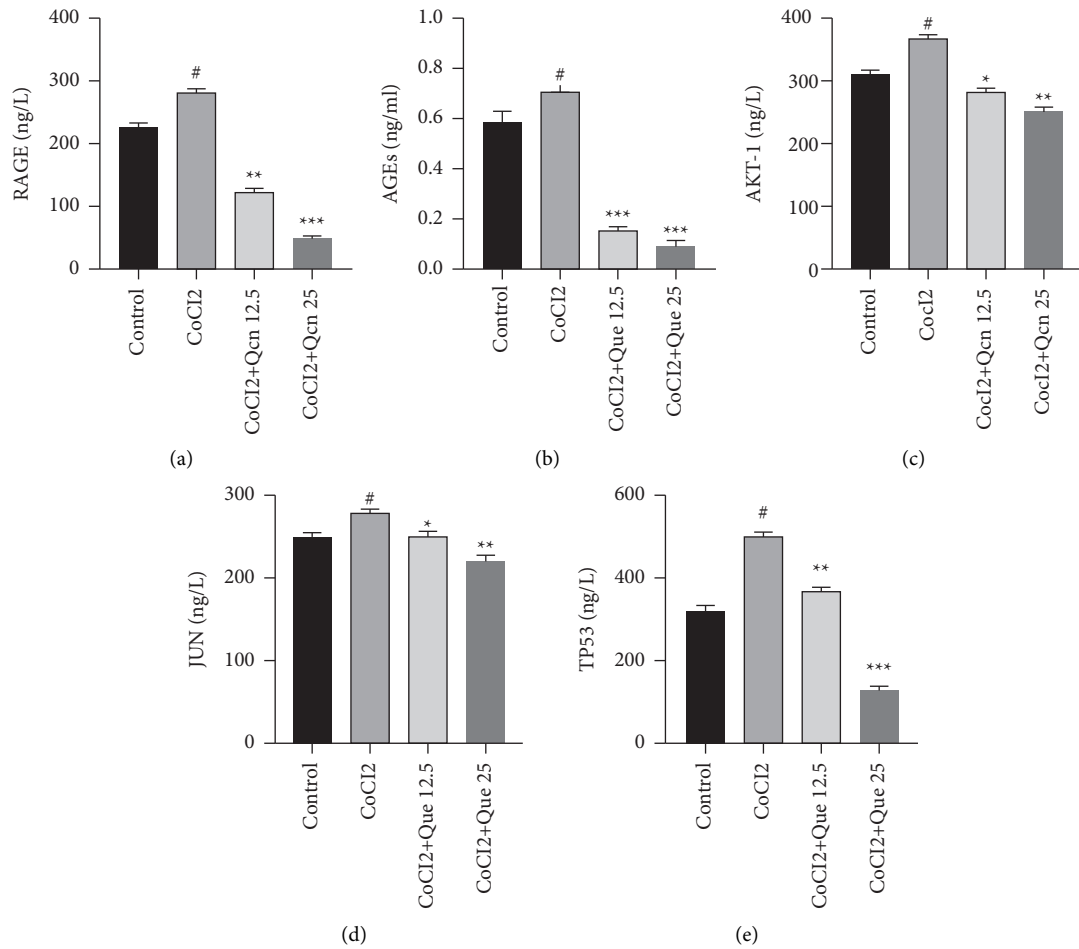 RAGE (ng/L)
400
300
200
100
0
#
**
***
Control
CoCI2
CoCI2+Qcn 12.5
CoCI2+Qcn 25
(a)
AGEs (ng/ml)
1.0
0.8
0.6
0.4
0.2
0.0
#
***
***
Control
CoCI2
CoCI2+Que 12.5
CoCI2+Que 25
(b)
AKT-1 (ng/L)
400
300
200
100
0
#
*
**
Control
CocI2
CocI2+Qcn 12.5
CocI2+Qcn 25
(c)
JUN (ng/L)
300
200
100
0
#
*
**
Control
CoCI2
CoCI2+Que 12.5
CoCI2+Que 25
(d)
TP53 (ng/L)
600
400
200
0
#
**
***
Control
CoCI2
CoCI2+Que 12.5
CoCI2+Que 25
(e)